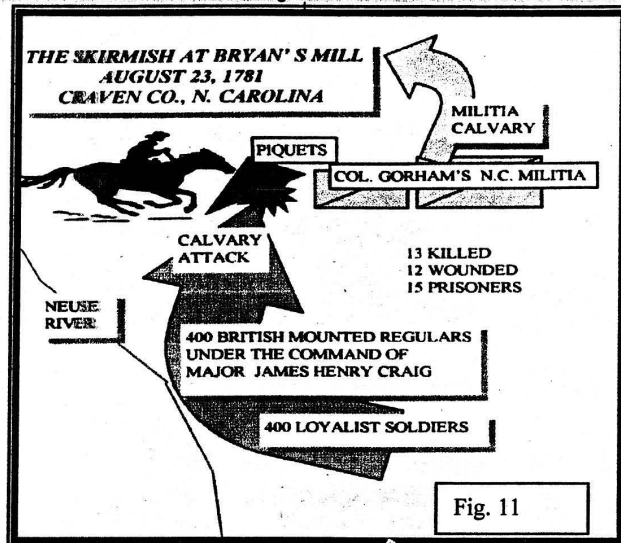 THE SKIRMISH AT BRYAN'S MILL
AUGUST 23, 1781
CRAVEN CO., N. CAROLINA
MILITIA
CALVARY
PIQUETS
COL. GORHAM'S N.C. MILITIA
CALVARY
ATTACK
13 KILLED
12 WOUNDED
15 PRISONERS
NEUSE
RIVER
400 BRITISH MOUNTED REGULARS
UNDER THE COMMAND OF
MAJOR JAMES HENRY CRAIG
400 LOYALIST SOLDIERS
Fig. 11